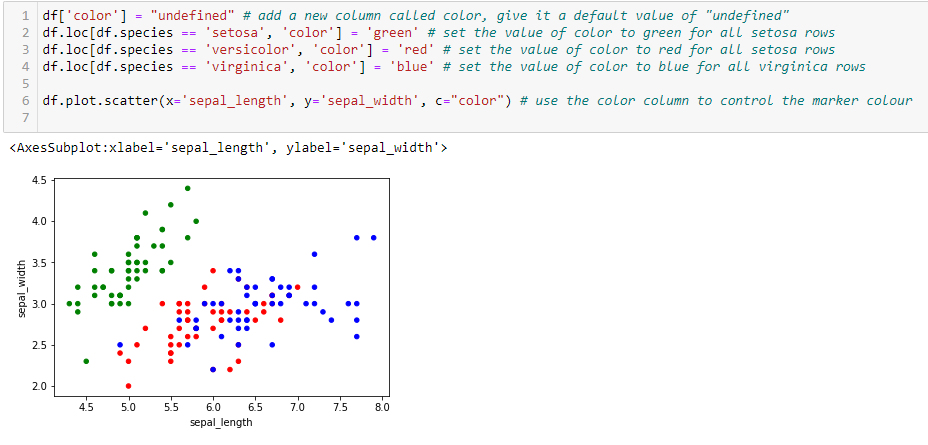 1 df['color'] = "undefined" # add a new column called color, give it a default value of "undefined"
2 df.loc[df.species == 'setosa', 'color'] = 'green' # set the value of color to green for all setosa rows
3 df.loc[df.species == 'versicolor', 'color'] = 'red' # set the value of color to red for all setosa rows
4 df.loc[df.species == 'virginica', 'color'] = 'blue' # set the value of color to blue for all virginica rows
5
6 df.plot.scatter(x='sepal_length', y='sepal_width', c="color") # use the color column to control the marker colour
7
<AxesSubplot:xlabel='sepal_length', ylabel='sepal_width'>
4.5
4.0
3.5
3.0
2.5
2.0
sepal_width
4.5 5.0 5.5 6.0 6.5 7.0 7.5 8.0
sepal_length